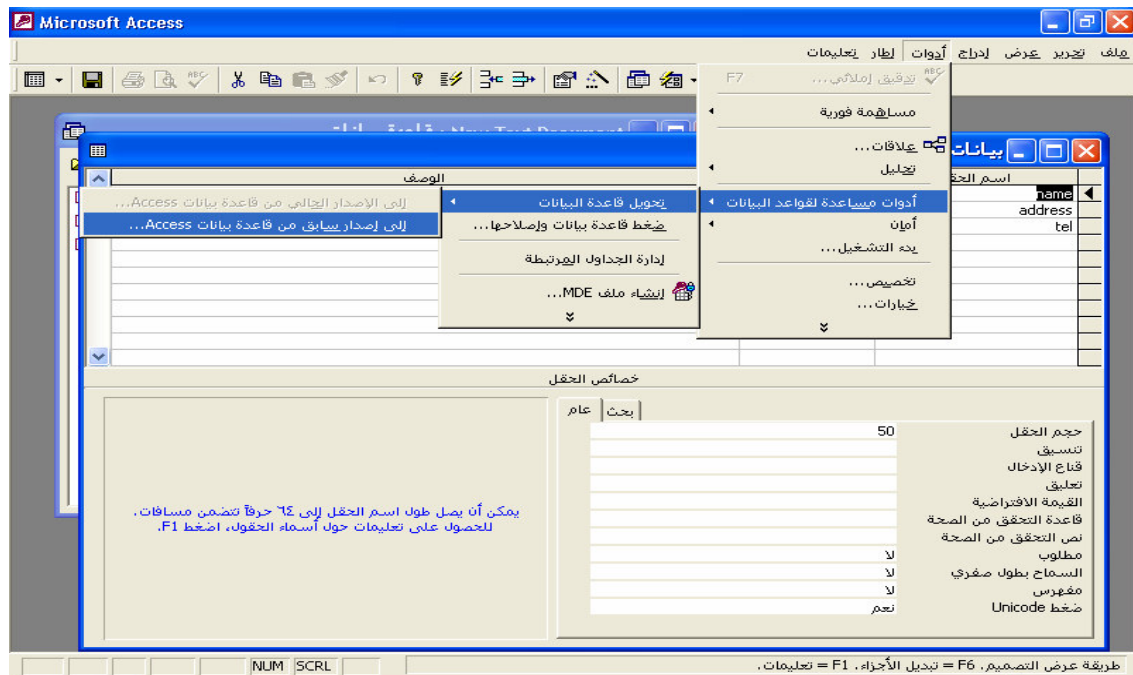 Microsoft Access
ملف تحرير عرض إدراج أدوات إطار تعليمات
تدقيق إملائي... F7
مساهمة فورية
علاقات...
تحليل
أدوات مساعدة لقواعد البيانات
أمان
بدء التشغيل...
تخصيص...
خيارات...
تحويل قاعدة البيانات
ضغط قاعدة بيانات وإصلاحها...
إدارة الجداول المرتبطة
إنشاء ملف MDE...
إلى الإصدار الحالي من قاعدة بيانات Access...
إلى إصدار سابق من قاعدة بيانات Access...
بيانات
الوصف
name
address
tel
خصائص الحقل
عام بحث
حجم الحقل 50
تنسيق
قناع الإدخال
تعليق
القيمة الافتراضية
قاعدة التحقق من الصحة
نص التحقق من الصحة
مطلوب لا
السماح بطول صفري لا
مفهرس لا
ضغط Unicode نعم
يمكن أن يصل طول اسم الحقل إلى ٦٤ حرفاً تتضمن مسافات.
للحصول على تعليمات حول أسماء الحقول، اضغط F1.
طريقة عرض التصميم. F6 = تبديل الأجزاء. F1 = تعليمات.
NUM SCRL